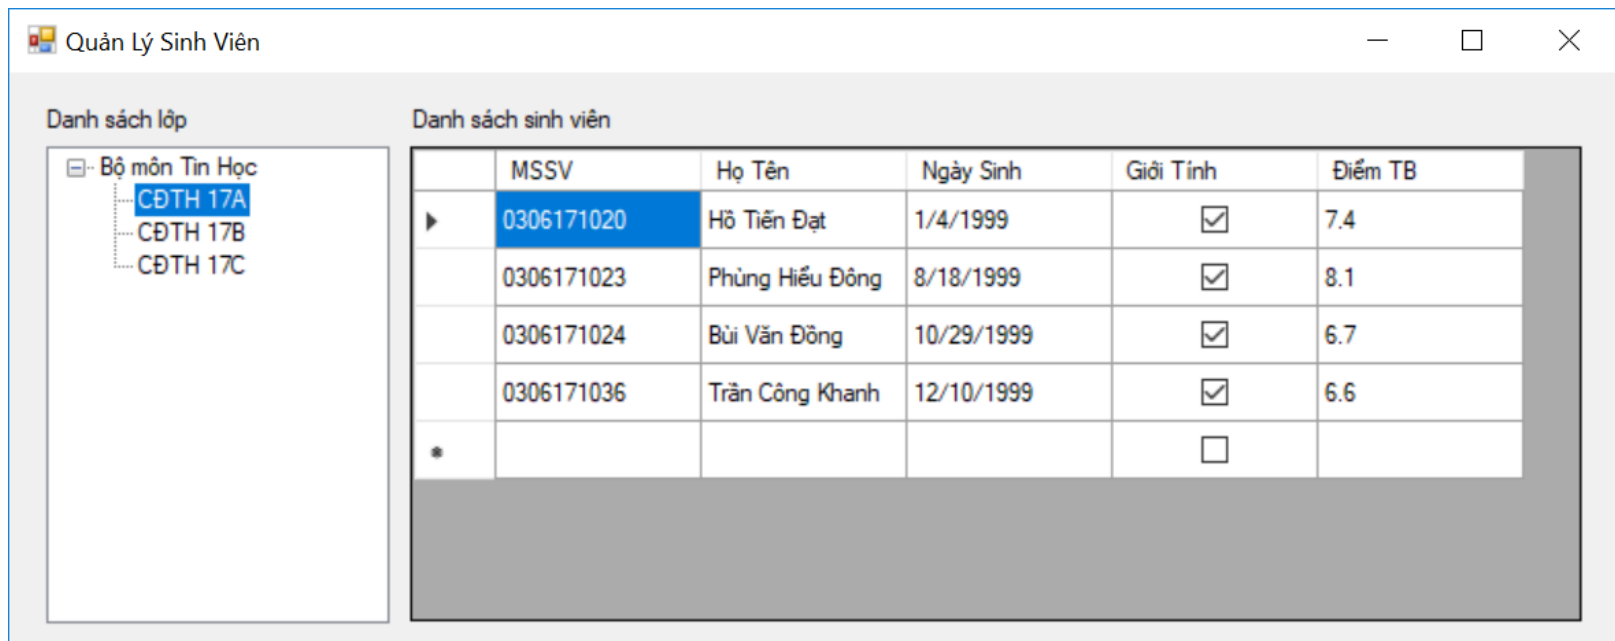 Quản Lý Sinh Viên
Danh sách lớp
Bộ môn Tin Học
CĐTH 17A
CĐTH 17B
CĐTH 17C
Danh sách sinh viên
MSSV Họ Tên Ngày Sinh Giới Tính Điểm TB
0306171020 Hồ Tiến Đạt 1/4/1999 7.4
0306171023 Phùng Hiểu Đông 8/18/1999 8.1
0306171024 Bùi Văn Đồng 10/29/1999 6.7
0306171036 Trần Công Khanh 12/10/1999 6.6